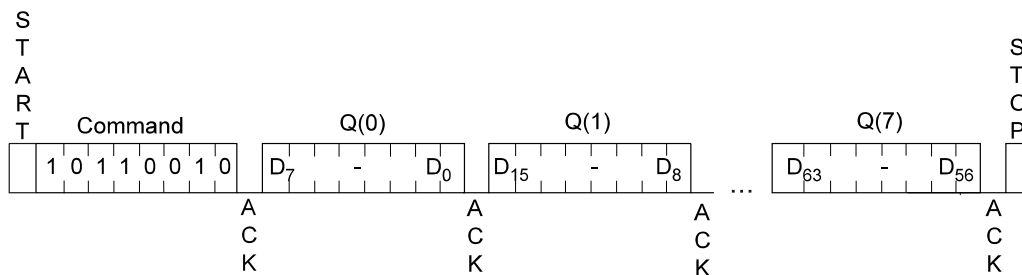 START
Command
Q(0)
Q(1)
Q(7)
STOP
1 0 1 1 0 0 1 0
D₇ - D₀
D₁₅ - D₈
...
D₆₃ - D₅₆
ACK
ACK
ACK
ACK